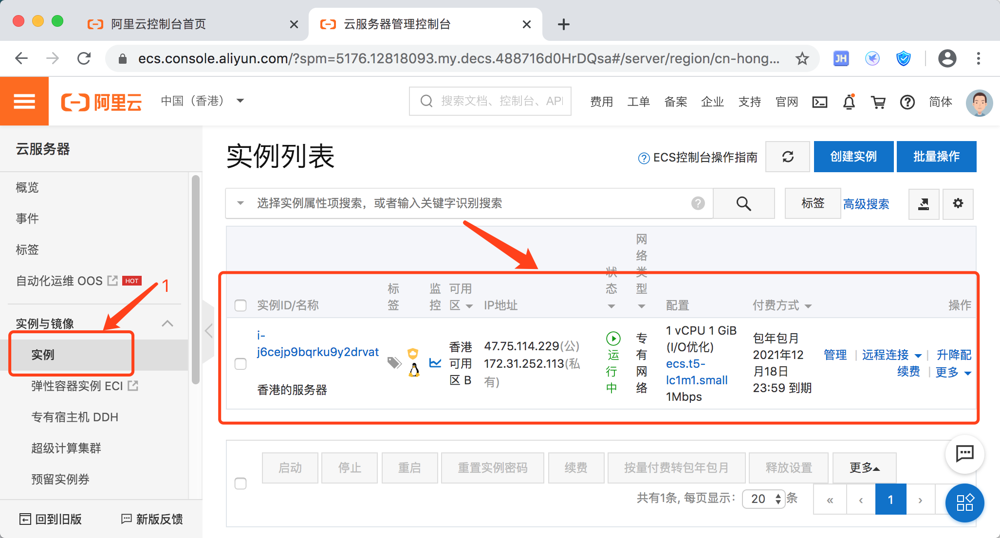 阿里云控制台首页
云服务器管理控制台
ecs.console.aliyun.com/?spm=5176.12818093.my.decs.488716d0HrDQsa#/server/region/cn-hong...
JH
阿里云
中国（香港）
搜索文档、控制台、API
费用
工单
备案
企业
支持
官网
简体
云服务器
概览
事件
标签
自动化运维 OOS
HOT
1
实例与镜像
实例
弹性容器实例 ECI
专有宿主机 DDH
超级计算集群
预留实例券
回到旧版
新版反馈
实例列表
ECS控制台操作指南
创建实例
批量操作
选择实例属性项搜索，或者输入关键字识别搜索
标签
高级搜索
实例ID/名称
标
签
监
控
可用
区
IP地址
状
态
网
络
类
型
配置
付费方式
操作
i-
j6cejp9bqrku9y2drvat
香港的服务器
香港
可用
区 B
47.75.114.229(公)
172.31.252.113(私
有)
运
行
中
专
有
网
络
1 vCPU 1 GiB
(I/O优化)
ecs.t5-
lc1m1.small
1Mbps
包年包月
2021年12
月18日
23:59 到期
管理
远程连接
升降配
续费
更多
启动
停止
重启
重置实例密码
续费
按量付费转包年包月
释放设置
更多
共有1条, 每页显示：
20
条
«
‹
1
›